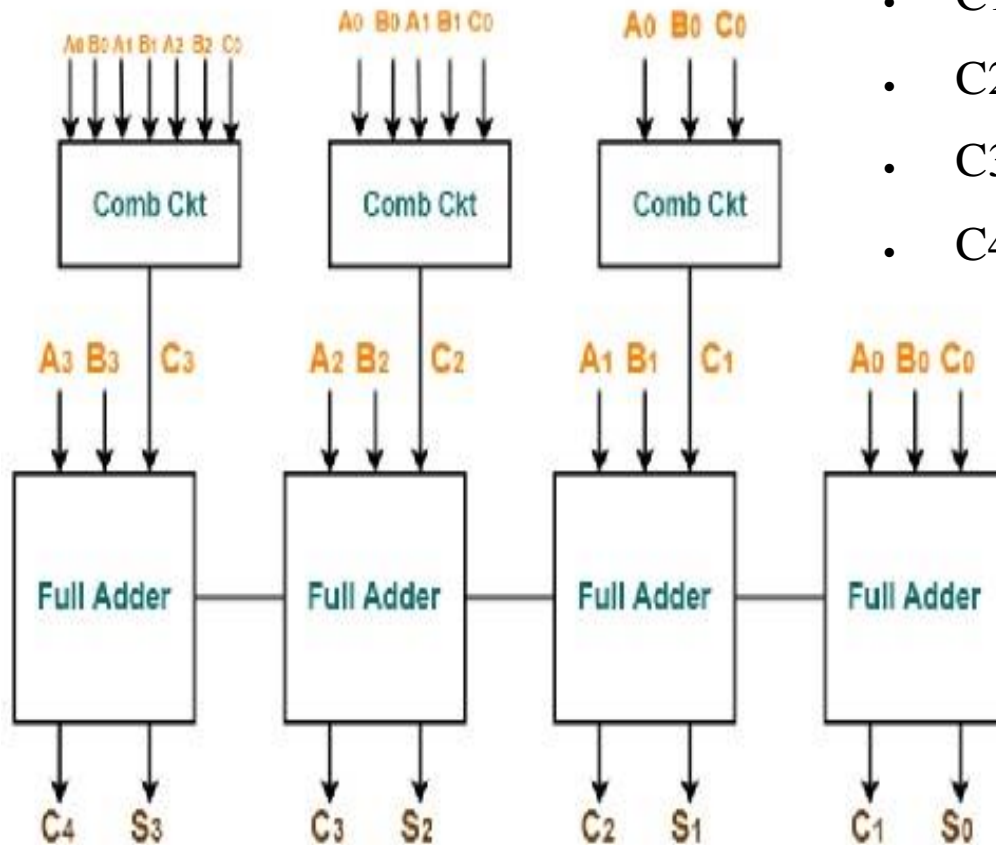 A0 B0 A1 B1 A2 B2 C0
A0 B0 A1 B1 C0
A0 B0 C0
• C1
• C2
• C3
• C4
Comb Ckt
Comb Ckt
Comb Ckt
A3 B3 C3
A2 B2 C2
A1 B1 C1
A0 B0 C0
Full Adder
Full Adder
Full Adder
Full Adder
C4 S3
C3 S2
C2 S1
C1 S0